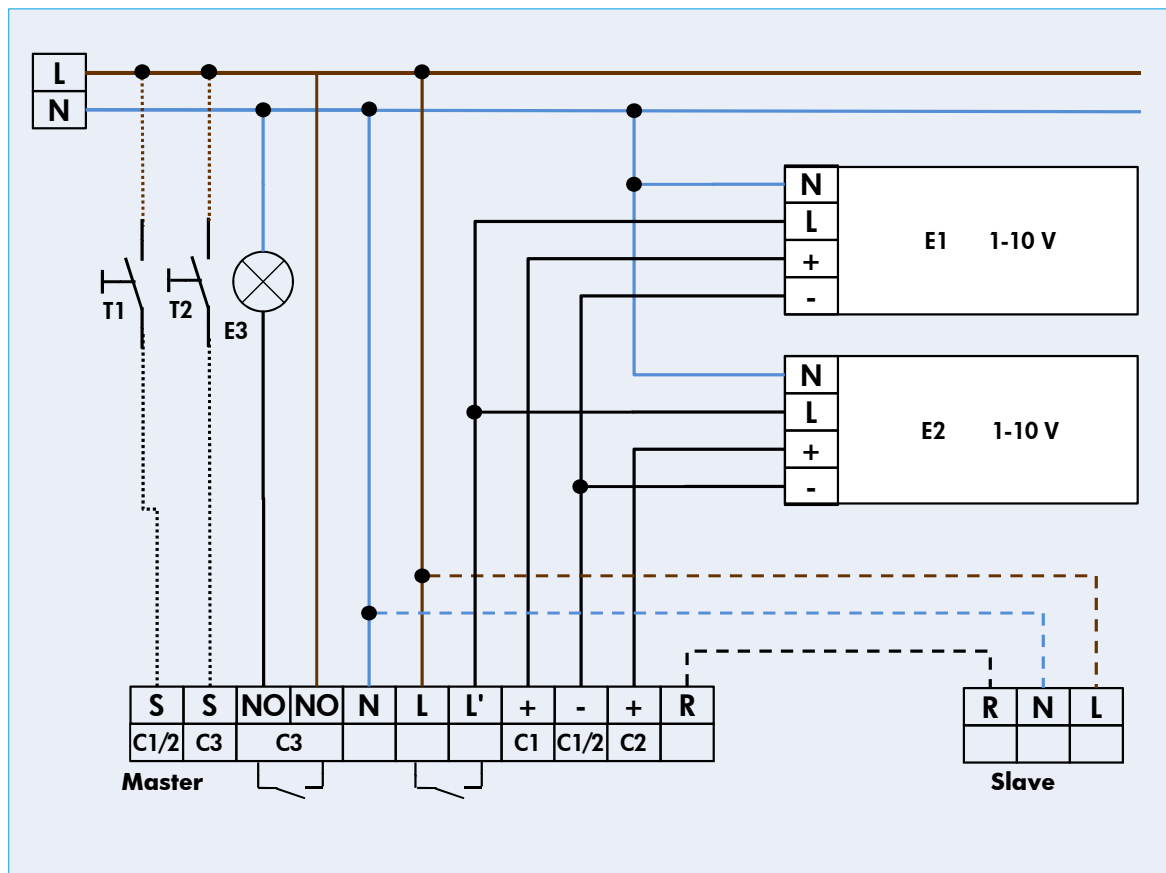 L
N
N
L
+
-
E1 1-10 V
T1
T2
E3
N
L
+
-
E2 1-10 V
S S NO NO N L L' + - + R
C1/2 C3 C3 C1 C1/2 C2
Master
R N L
Slave